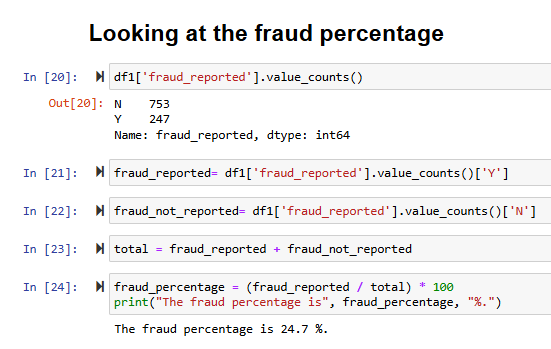 Looking at the fraud percentage
In [20]: df1['fraud_reported'].value_counts()
Out[20]: N    753
Y    247
Name: fraud_reported, dtype: int64
In [21]: fraud_reported= df1['fraud_reported'].value_counts()['Y']
In [22]: fraud_not_reported= df1['fraud_reported'].value_counts()['N']
In [23]: total = fraud_reported + fraud_not_reported
In [24]: fraud_percentage = (fraud_reported / total) * 100
print("The fraud percentage is", fraud_percentage, "%.")
The fraud percentage is 24.7 %.